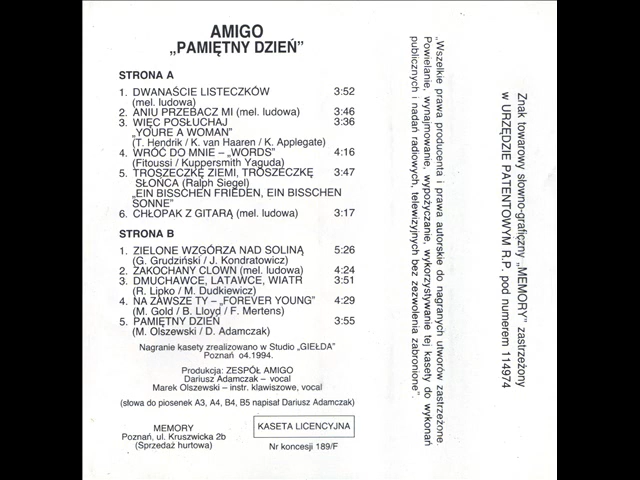 AMIGO
„PAMIĘTNY DZIEŃ”
STRONA A
1. DWANAŚCIE LISTECZKÓW 3:52
(mel. ludowa)
2. ANIU PRZEBACZ MI (mel. ludowa) 3:46
3. WIĘC POSŁUCHAJ 3:36
„YOURE A WOMAN”
(T. Hendrik / K. van Haaren / K. Applegate)
4. WRÓĆ DO MNIE – „WORDS” 4:16
(Fitoussi / Kuppersmith Yaguda)
5. TROSZECZKĘ ZIEMI, TROSZECZKĘ 3:47
SŁOŃCA (Ralph Siegel)
„EIN BISSCHEN FRIEDEN, EIN BISSCHEN
SONNE”
6. CHŁOPAK Z GITARĄ (mel. ludowa) 3:17
STRONA B
1. ZIELONE WZGÓRZA NAD SOLINĄ 5:26
(G. Grudziński / J. Kondratowicz)
2. ZAKOCHANY CLOWN (mel. ludowa) 4:24
3. DMUCHAWCE, LATAWCE, WIATR 3:51
(R. Lipko / M. Dudkiewicz)
4. NA ZAWSZE TY – „FOREVER YOUNG” 4:29
(M. Gold / B. Lloyd / F. Mertens)
5. PAMIĘTNY DZIEŃ 3:55
(M. Olszewski / D. Adamczak)
Nagranie kasety zrealizowano w Studio „GIEŁDA”
Poznań o4.1994.
Produkcja: ZESPÓŁ AMIGO
Dariusz Adamczak – vocal
Marek Olszewski – instr. klawiszowe, vocal
(słowa do piosenek A3, A4, B4, B5 napisał Dariusz Adamczak)
MEMORY
Poznań, ul. Kruszwicka 2b
(Sprzedaż hurtowa)
KASETA LICENCYJNA
Nr koncesji 189/F
„Wszelkie prawa producenta i prawa autorskie do nagranych utworów zastrzeżone.
Powielanie, wynajmowanie, wypożyczanie, wykorzystywanie tej kasety do wykonań
publicznych i nadań radiowych, telewizyjnych bez zezwolenia zabronione”.
Znak towarowy słowno-graficzny „MEMORY” zastrzeżony
w URZĘDZIE PATENTOWYM R.P. pod numerem 114974